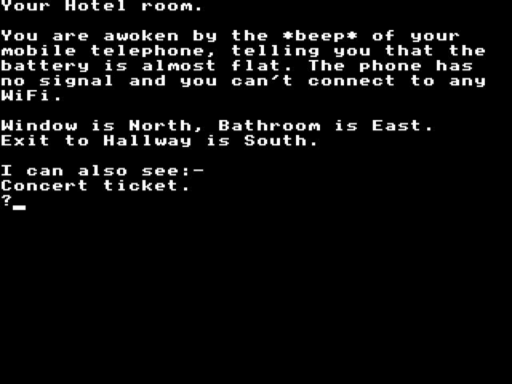 Your Hotel room.
You are awoken by the *beep* of your
mobile telephone, telling you that the
battery is almost flat. The phone has
no signal and you can't connect to any
WiFi.
Window is North, Bathroom is East.
Exit to Hallway is South.
I can also see:-
Concert ticket.
?_